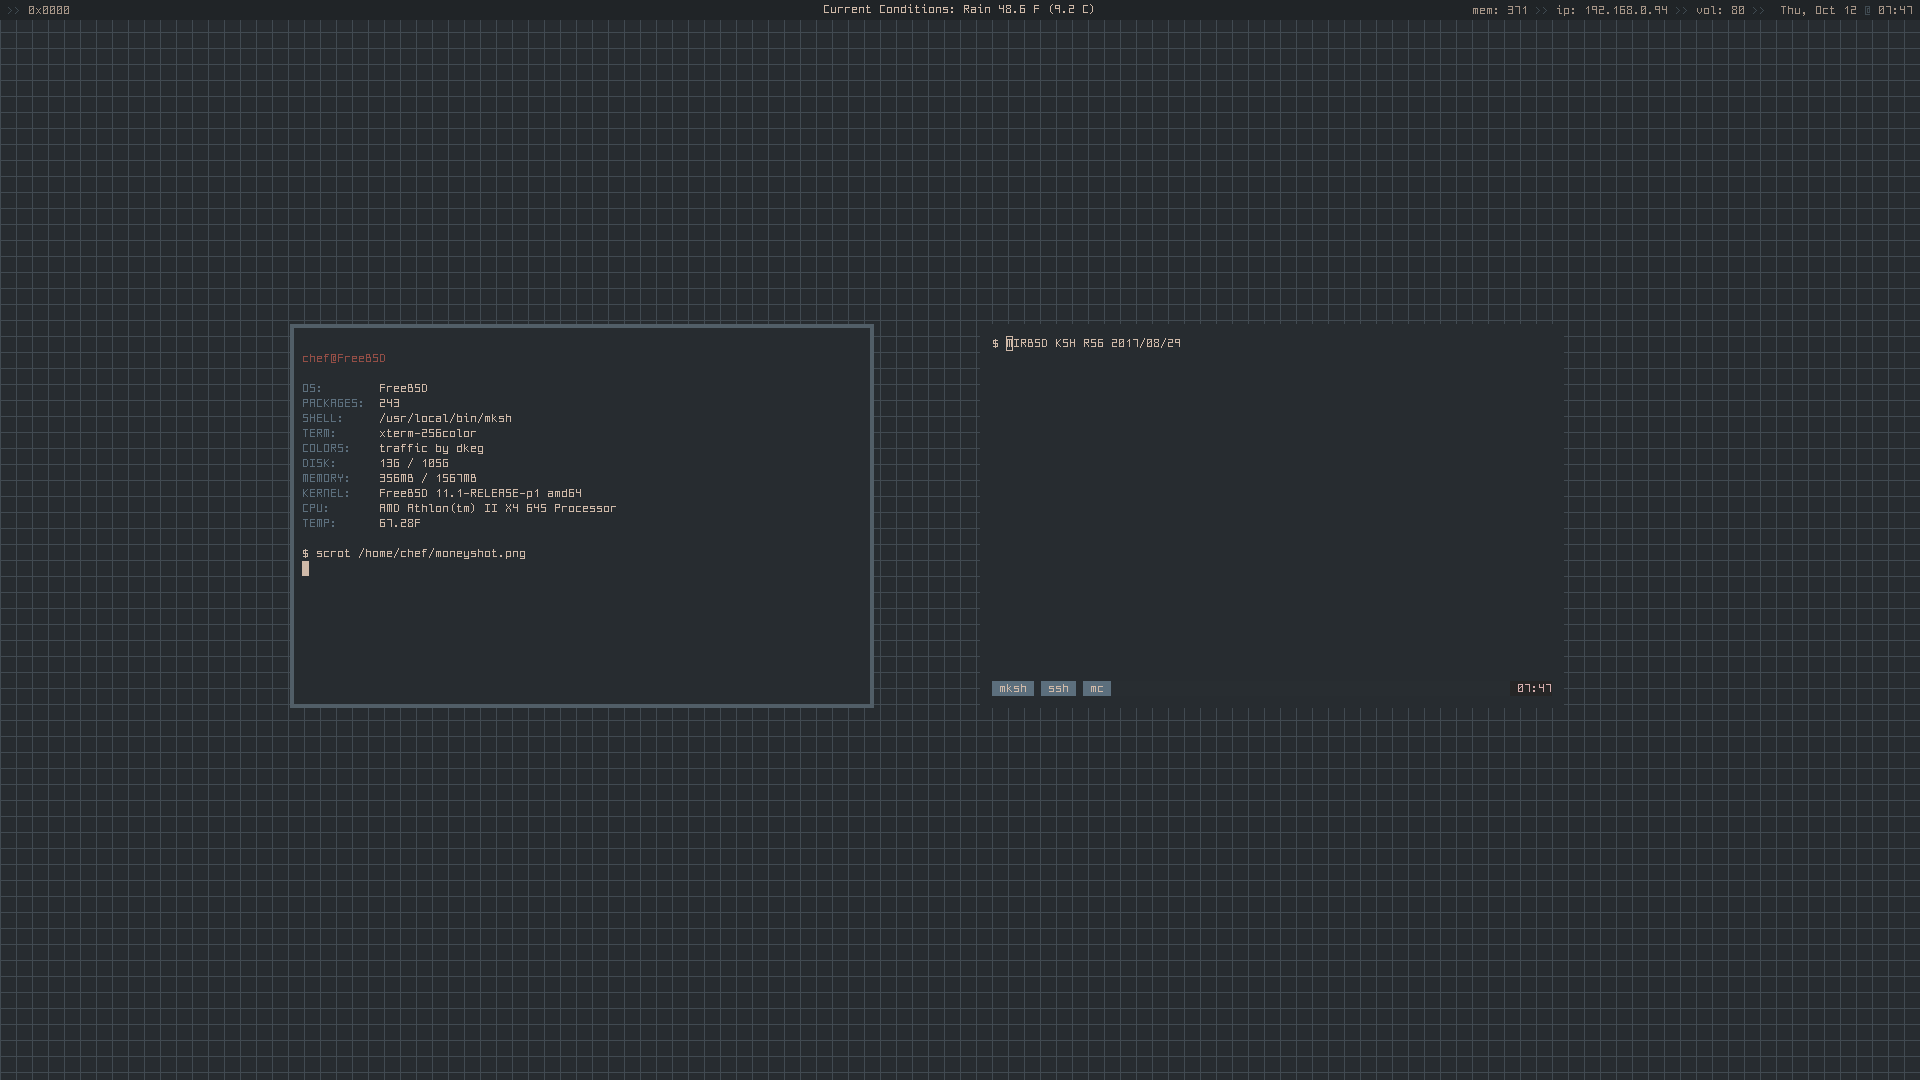 >> 0x0000
Current Conditions: Rain 48.6 F (9.2 C)
mem: 371 >> ip: 192.168.0.94 >> vol: 80 >> Thu, Oct 12 @ 07:47
chef@FreeBSD
OS: FreeBSD
PACKAGES: 243
SHELL: /usr/local/bin/mksh
TERM: xterm-256color
COLORS: traffic by dkeg
DISK: 13G / 105G
MEMORY: 356MB / 1567MB
KERNEL: FreeBSD 11.1-RELEASE-p1 amd64
CPU: AMD Athlon(tm) II X4 645 Processor
TEMP: 67.28F
$ scrot /home/chef/moneyshot.png
$ MIRBSD KSH R56 2017/08/29
mksh ssh mc 07:47